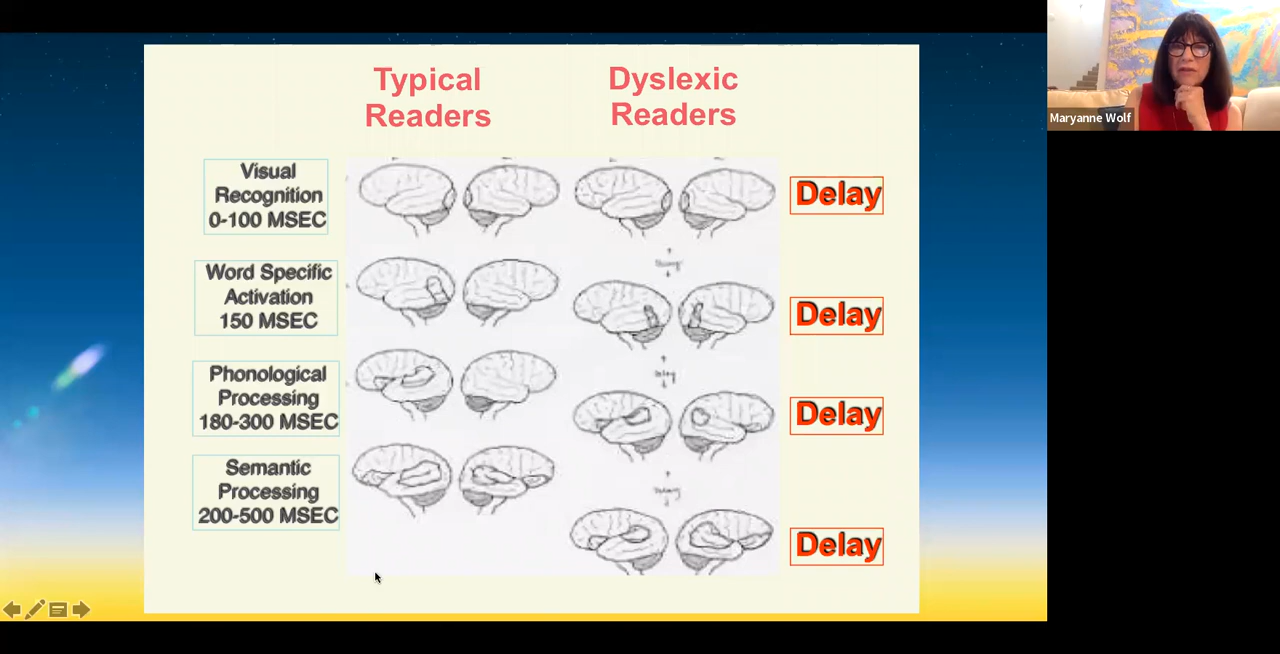 Typical
Readers
Dyslexic
Readers
Visual
Recognition
0-100 MSEC
Delay
Word Specific
Activation
150 MSEC
Delay
Phonological
Processing
180-300 MSEC
Delay
Semantic
Processing
200-500 MSEC
Delay
Maryanne Wolf